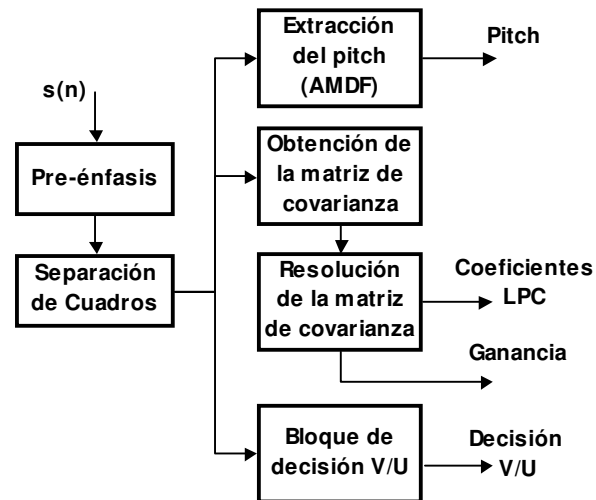 s(n)
Pre-énfasis
Separación
de Cuadros
Extracción
del pitch
(AMDF)
Pitch
Obtención de
la matriz de
covarianza
Resolución
de la matriz
de covarianza
Coeficientes
LPC
Ganancia
Bloque de
decisión V/U
Decisión
V/U